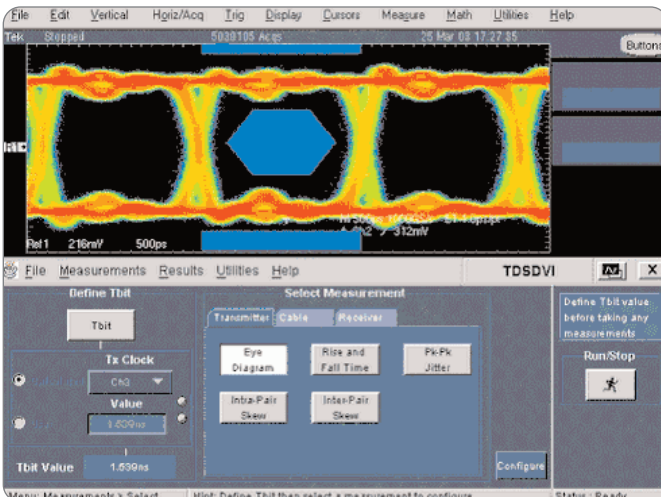 File Edit Vertical Horiz/Acq Trig Display Cursors Measure Math Utilities Help
Tek Stopped 5039105 Acqs 25 Mar 03 17:27:35
Buttons
Ref1 216mV 500ps
312mV
File Measurements Results Utilities Help TDSDVI X
Define Tbit
Tbit
Tx Clock
Ch3
Value
1.539ns
Tbit Value 1.539ns
Select Measurement
Transmitter Cable Receiver
Eye Diagram
Rise and Fall Time
Pk-Pk Jitter
Intra-Pair Skew
Inter-Pair Skew
Configure
Define Tbit value
before taking any
measurements
Run/Stop
Menu: Measurements > Select Hint: Define Tbit then select a measurement to configure Status : Ready